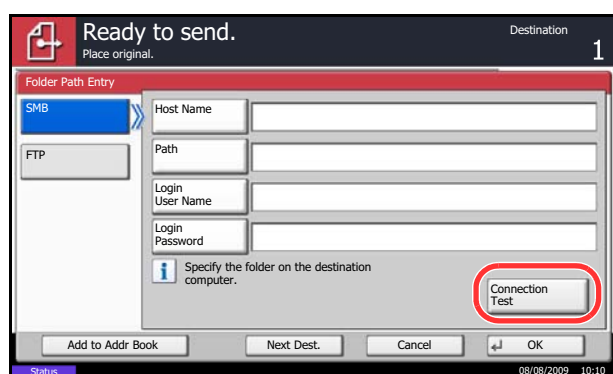 Ready to send.
Destination
Place original.
1
Folder Path Entry
SMB
Host Name
FTP
Path
Login
User Name
Login
Password
i
Specify the folder on the destination
computer.
Connection
Test
Add to Addr Book
Next Dest.
Cancel
OK
Status
08/08/2009 10:10